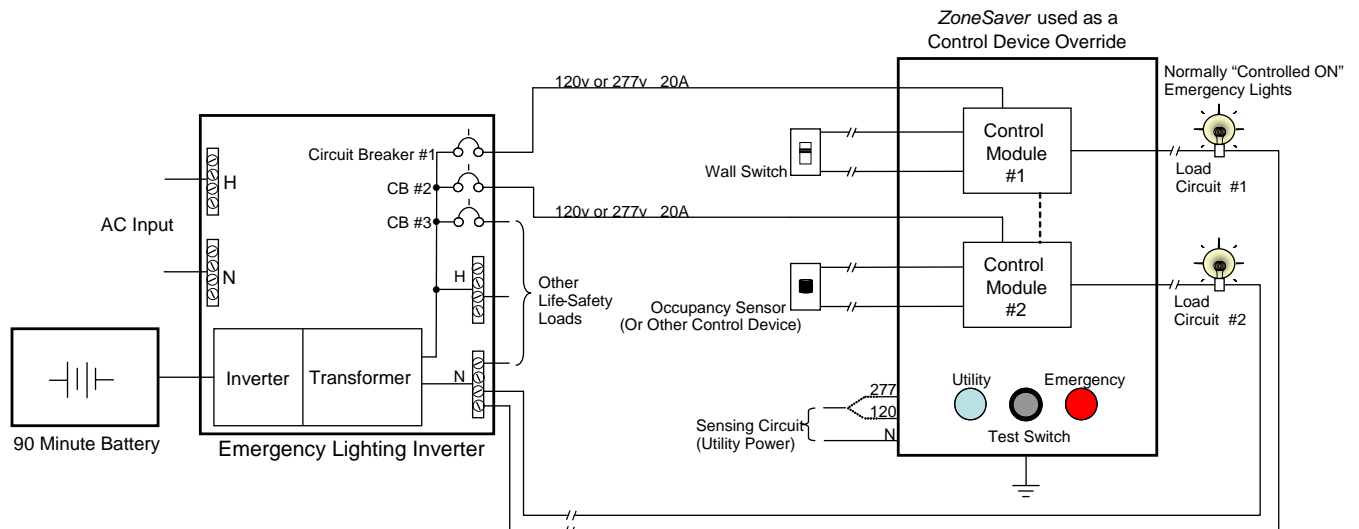 ZoneSaver used as a
Control Device Override
Normally “Controlled ON”
Emergency Lights
120v or 277v 20A
Circuit Breaker #1
Wall Switch
Control
Module
#1
Load
Circuit #1
H
AC Input
N
CB #2
120v or 277v 20A
CB #3
H
Other
Life-Safety
Loads
Occupancy Sensor
(Or Other Control Device)
Control
Module
#2
Load
Circuit #2
Inverter
Transformer
N
90 Minute Battery
Emergency Lighting Inverter
Sensing Circuit
(Utility Power)
277
120
N
Utility
Emergency
Test Switch